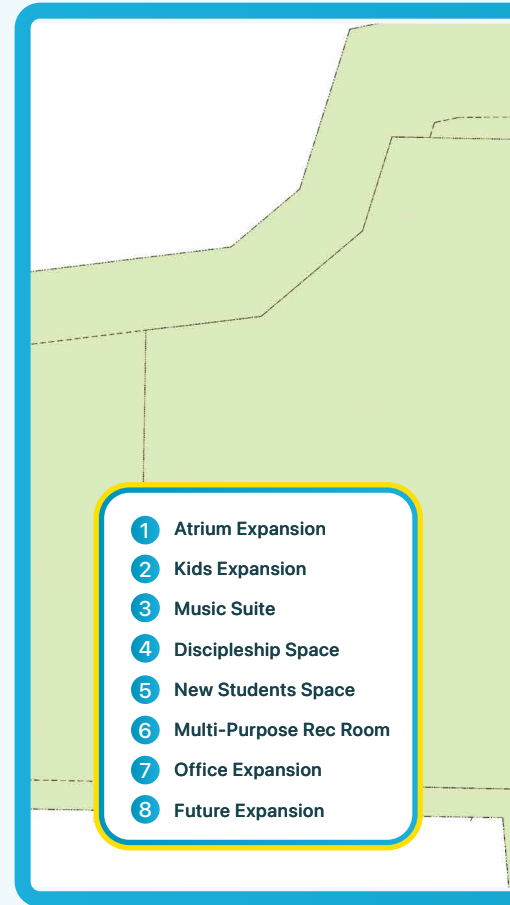 1 Atrium Expansion
2 Kids Expansion
3 Music Suite
4 Discipleship Space
5 New Students Space
6 Multi-Purpose Rec Room
7 Office Expansion
8 Future Expansion